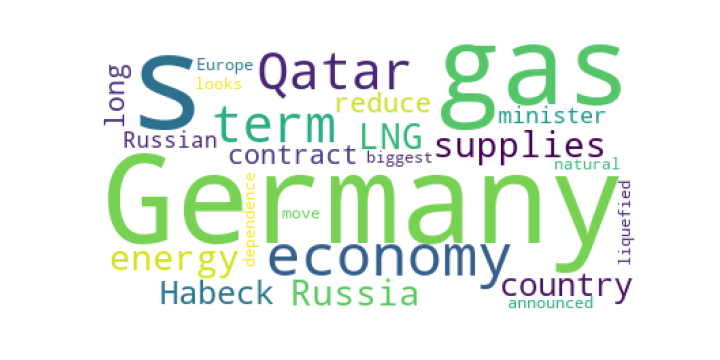 Europe
looks
s
Qatar
gas
long
reduce
minister
term
LNG
supplies
Russian
contract
biggest
natural
Germany
dependence
move
liquefied
energy
economy
country
Habeck
Russia
announced